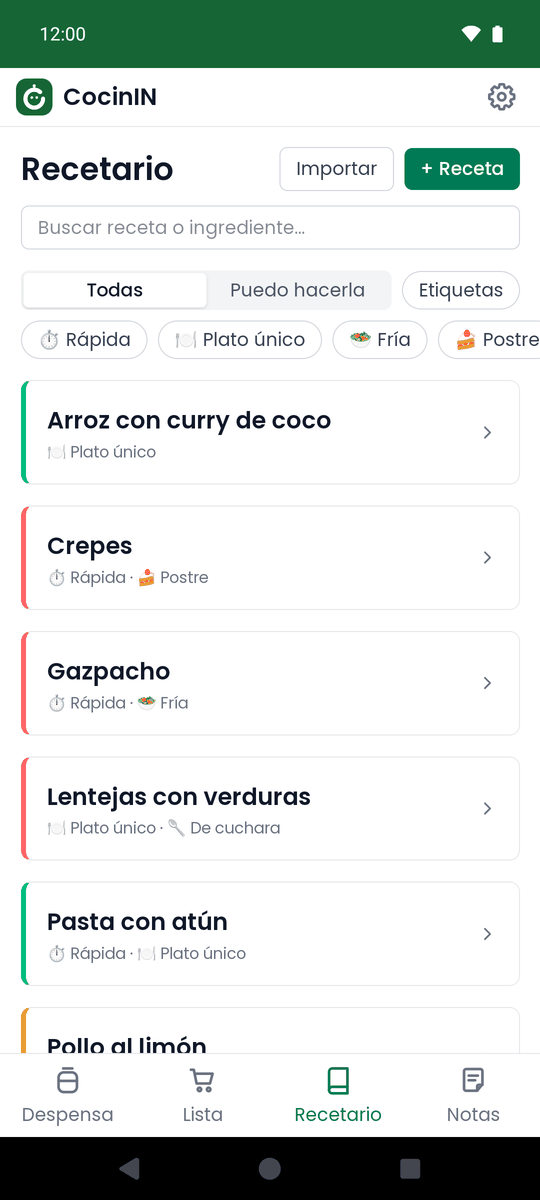 12:00
CocinIN
Recetario
Importar
+ Receta
Buscar receta o ingrediente...
Todas
Puedo hacerla
Etiquetas
⏱️ Rápida
🍽️ Plato único
🥗 Fría
🍰 Postre
Arroz con curry de coco
🍽️ Plato único
Crepes
⏱️ Rápida · 🍰 Postre
Gazpacho
⏱️ Rápida · 🥗 Fría
Lentejas con verduras
🍽️ Plato único · 🥄 De cuchara
Pasta con atún
⏱️ Rápida · 🍽️ Plato único
Pollo al limón
Despensa
Lista
Recetario
Notas